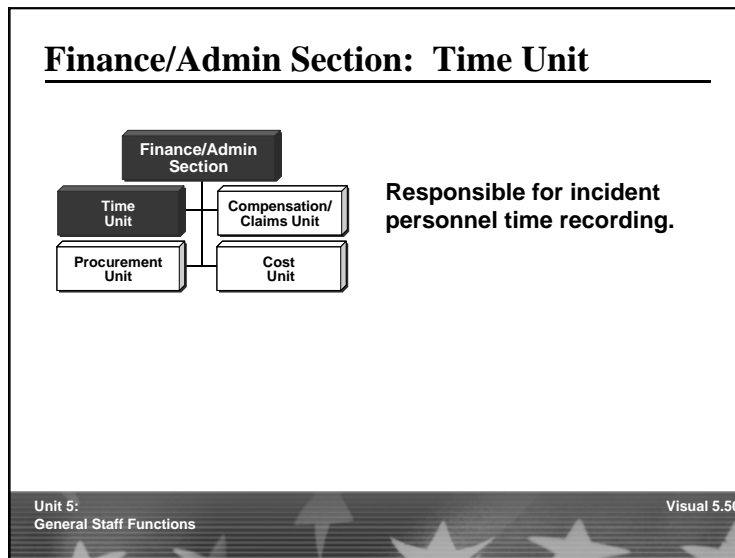 Finance/Admin Section: Time Unit
Finance/Admin
Section
Time
Unit
Compensation/
Claims Unit
Procurement
Unit
Cost
Unit
Responsible for incident
personnel time recording.
Unit 5:
General Staff Functions
Visual 5.50